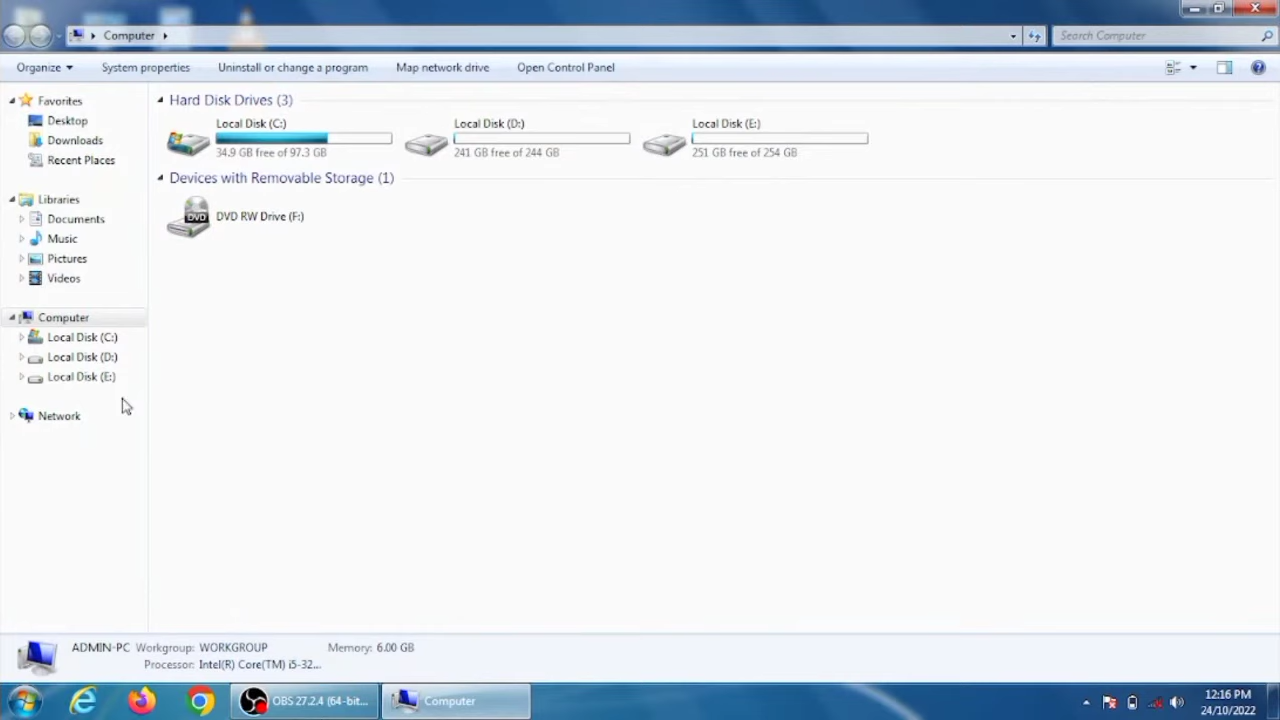 Computer
Search Computer
Organize
System properties
Uninstall or change a program
Map network drive
Open Control Panel
Favorites
Desktop
Downloads
Recent Places
Libraries
Documents
Music
Pictures
Videos
Computer
Local Disk (C:)
Local Disk (D:)
Local Disk (E:)
Network
Hard Disk Drives (3)
Local Disk (C:)
34.9 GB free of 97.3 GB
Local Disk (D:)
241 GB free of 244 GB
Local Disk (E:)
251 GB free of 254 GB
Devices with Removable Storage (1)
DVD
DVD RW Drive (F:)
ADMIN-PC Workgroup: WORKGROUP Memory: 6.00 GB
Processor: Intel(R) Core(TM) i5-32...
OBS 27.2.4 (64-bit...
Computer
12:16 PM
24/10/2022